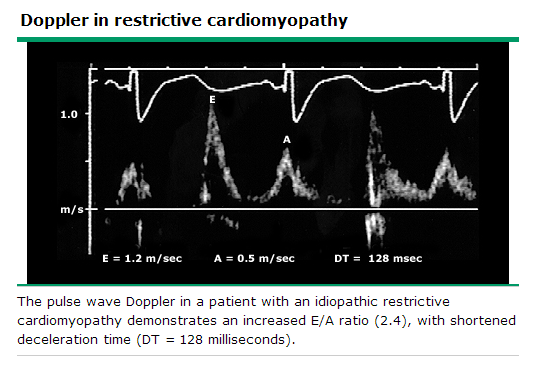 Doppler in restrictive cardiomyopathy
E
1.0
A
m/s
E = 1.2 m/sec A = 0.5 m/sec DT = 128 msec
The pulse wave Doppler in a patient with an idiopathic restrictive
cardiomyopathy demonstrates an increased E/A ratio (2.4), with shortened
deceleration time (DT = 128 milliseconds).